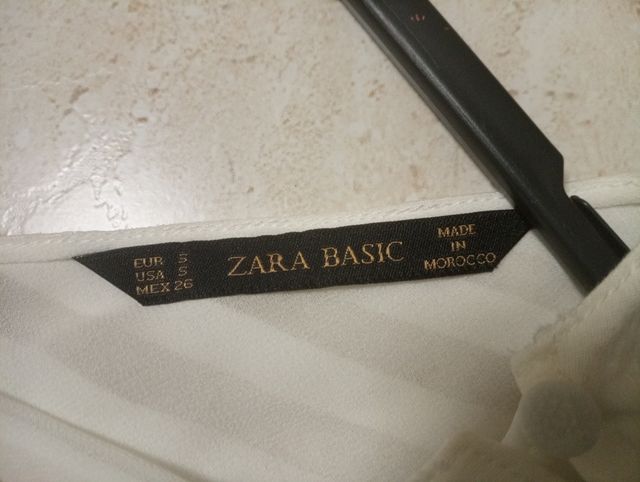 EUR S
USA S
MEX 26
ZARA BASIC
MADE
IN
MOROCCO